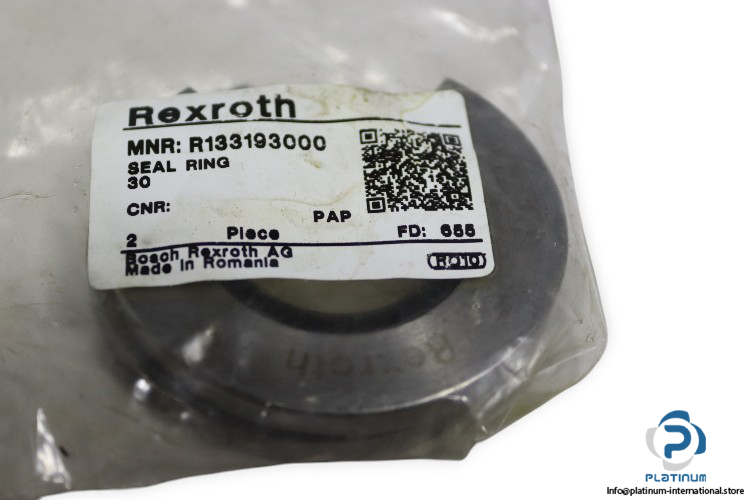 Rexroth
MNR: R133193000
SEAL RING
30
CNR:
PAP
2 Piece FD: 655
Bosch Rexroth AG
Made in Romania
RO10
Rexroth
PLATINUM
Info@platinum-international.store